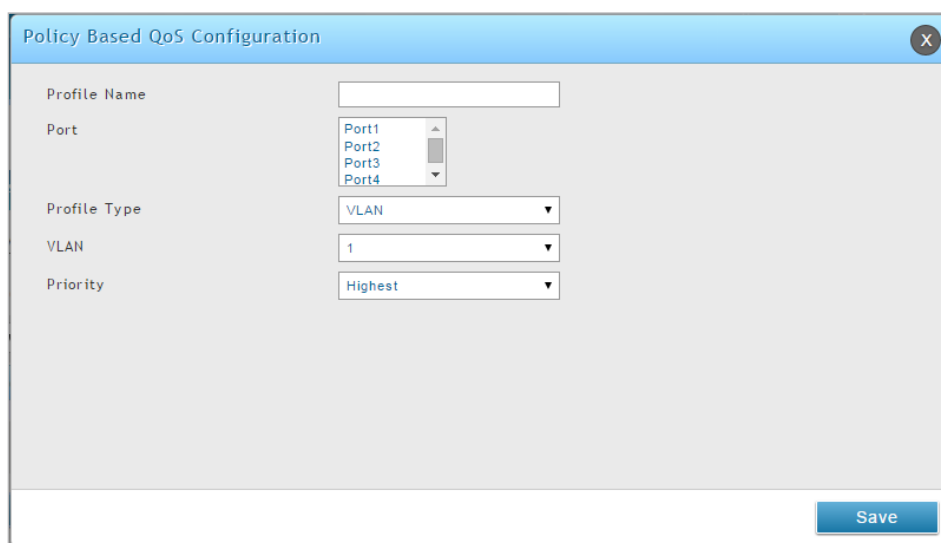 Policy Based QoS Configuration
X
Profile Name
Port
Port1
Port2
Port3
Port4
Profile Type
VLAN
VLAN
1
Priority
Highest
Save